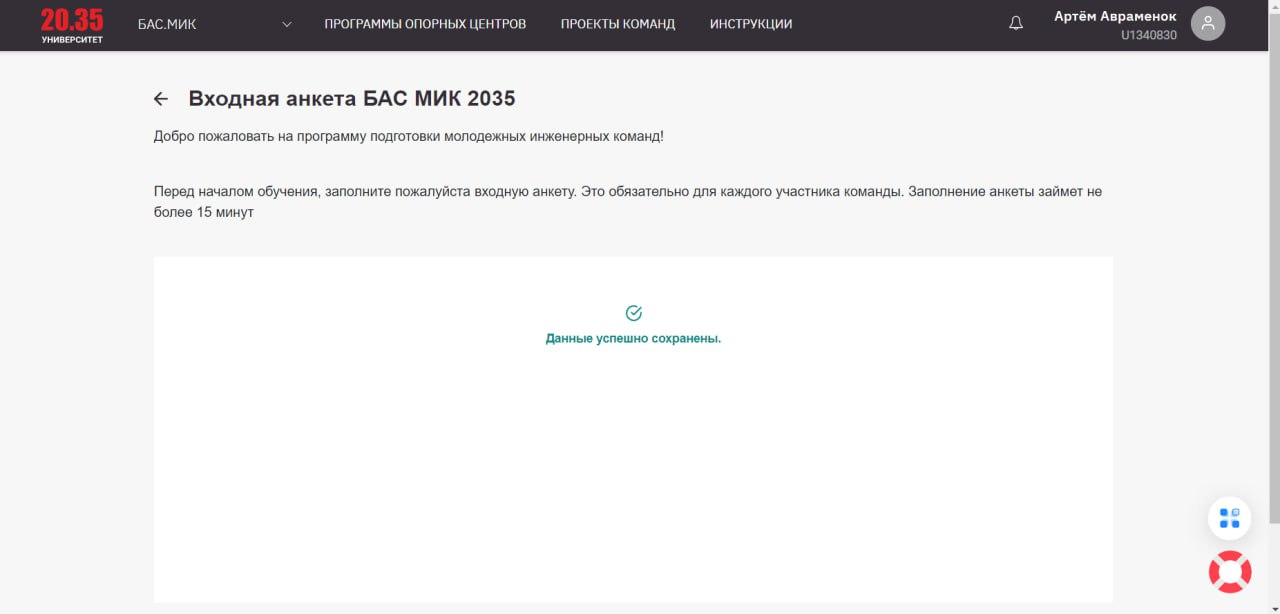 20.35
УНИВЕРСИТЕТ
БАС.МИК
ПРОГРАММЫ ОПОРНЫХ ЦЕНТРОВ
ПРОЕКТЫ КОМАНД
ИНСТРУКЦИИ
Артём Авраменок
U1340830
Входная анкета БАС МИК 2035
Добро пожаловать на программу подготовки молодежных инженерных команд!
Перед началом обучения, заполните пожалуйста входную анкету. Это обязательно для каждого участника команды. Заполнение анкеты займет не
более 15 минут
Данные успешно сохранены.